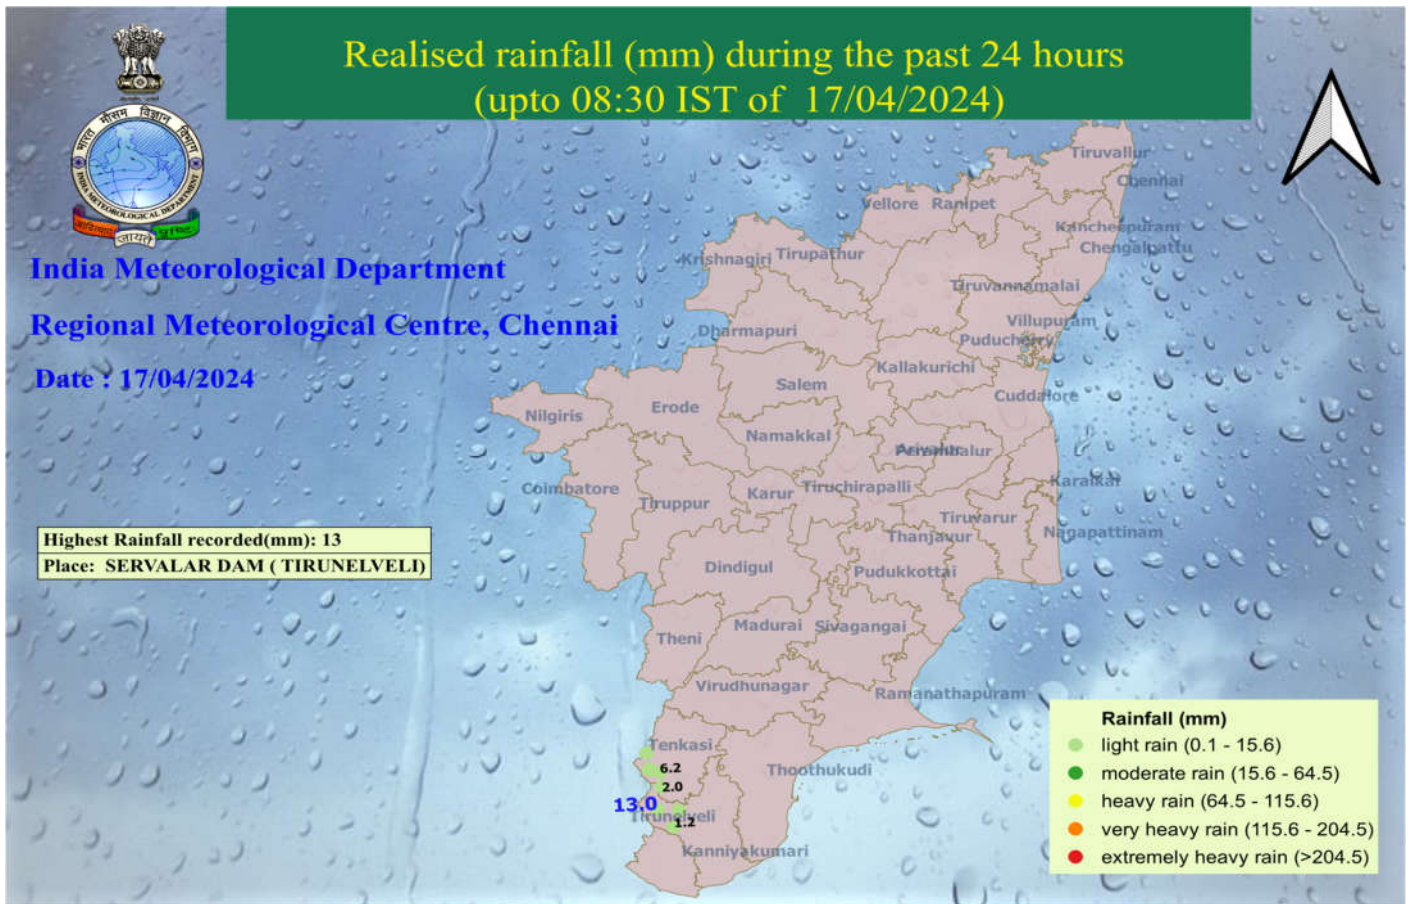 Realised rainfall (mm) during the past 24 hours
(upto 08:30 IST of 17/04/2024)
भारत मौसम विज्ञान विभाग
INDIA METEOROLOGICAL DEPARTMENT
जायते
India Meteorological Department
Regional Meteorological Centre, Chennai
Date : 17/04/2024
Highest Rainfall recorded(mm): 13
Place: SERVALAR DAM ( TIRUNELVELI)
Tiruvallur
Chennai
Vellore
Ranipet
Kancheepuram
Chengalpattu
Krishnagiri
Tirupathur
Tiruvannamalai
Villupuram
Dharmapuri
Puducherry
Kallakurichi
Salem
Cuddalore
Nilgiris
Erode
Namakkal
Ariyalur
Perambalur
Coimbatore
Tiruppur
Karur
Tiruchirapalli
Karaikal
Tiruvarur
Thanjavur
Nagapattinam
Dindigul
Pudukkottai
Theni
Madurai
Sivagangai
Virudhunagar
Ramanathapuram
Tenkasi
6.2
Thoothukudi
2.0
13.0
Tirunelveli
1.2
Kanniyakumari
Rainfall (mm)
light rain (0.1 - 15.6)
moderate rain (15.6 - 64.5)
heavy rain (64.5 - 115.6)
very heavy rain (115.6 - 204.5)
extremely heavy rain (>204.5)